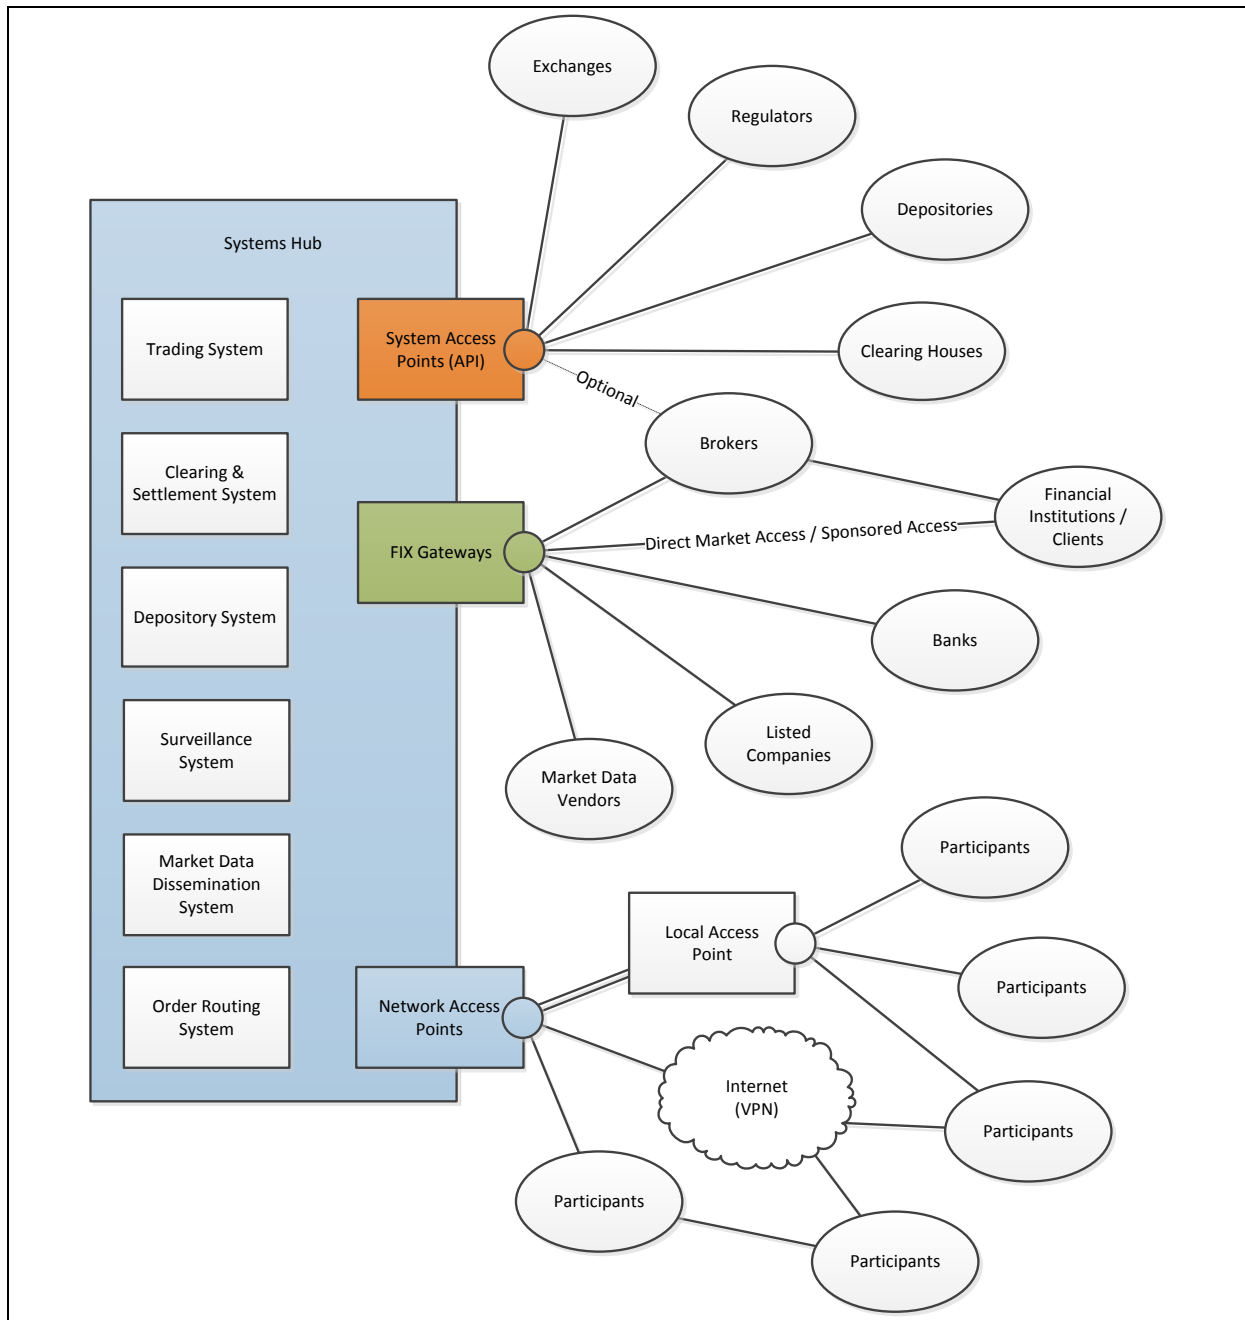 Exchanges
Regulators
Depositories
Systems Hub
Trading System
System Access
Points (API)
Clearing Houses
Optional
Brokers
Clearing &
Settlement System
Financial
Institutions /
Clients
Direct Market Access / Sponsored Access
FIX Gateways
Depository System
Banks
Surveillance
System
Listed
Companies
Market Data
Vendors
Participants
Market Data
Dissemination
System
Local Access
Point
Participants
Order Routing
System
Network Access
Points
Internet
(VPN)
Participants
Participants
Participants